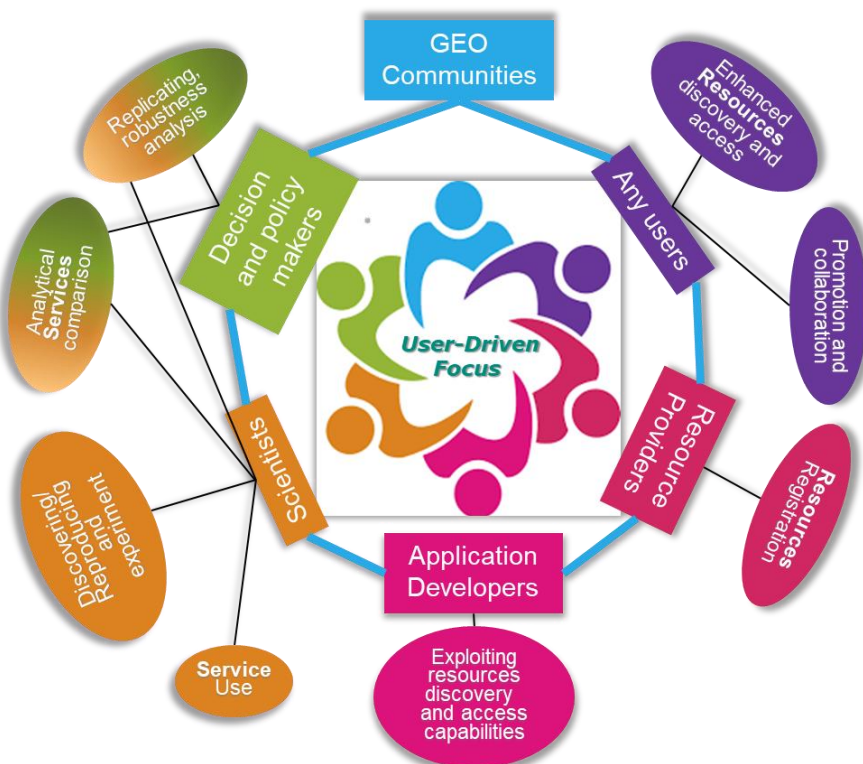 GEO
Communities
Replicating,
robustness
analysis
Enhanced
Resources
discovery and
access
Decision
and policy
makers
Any users
Analytical
Services
comparison
Promotion and
collaboration
User-Driven
Focus
Scientists
Resource
Providers
Discovering/
Reproducing
and
experiment
Resources
Registration
Application
Developers
Service
Use
Exploiting
resources
discovery
and access
capabilities